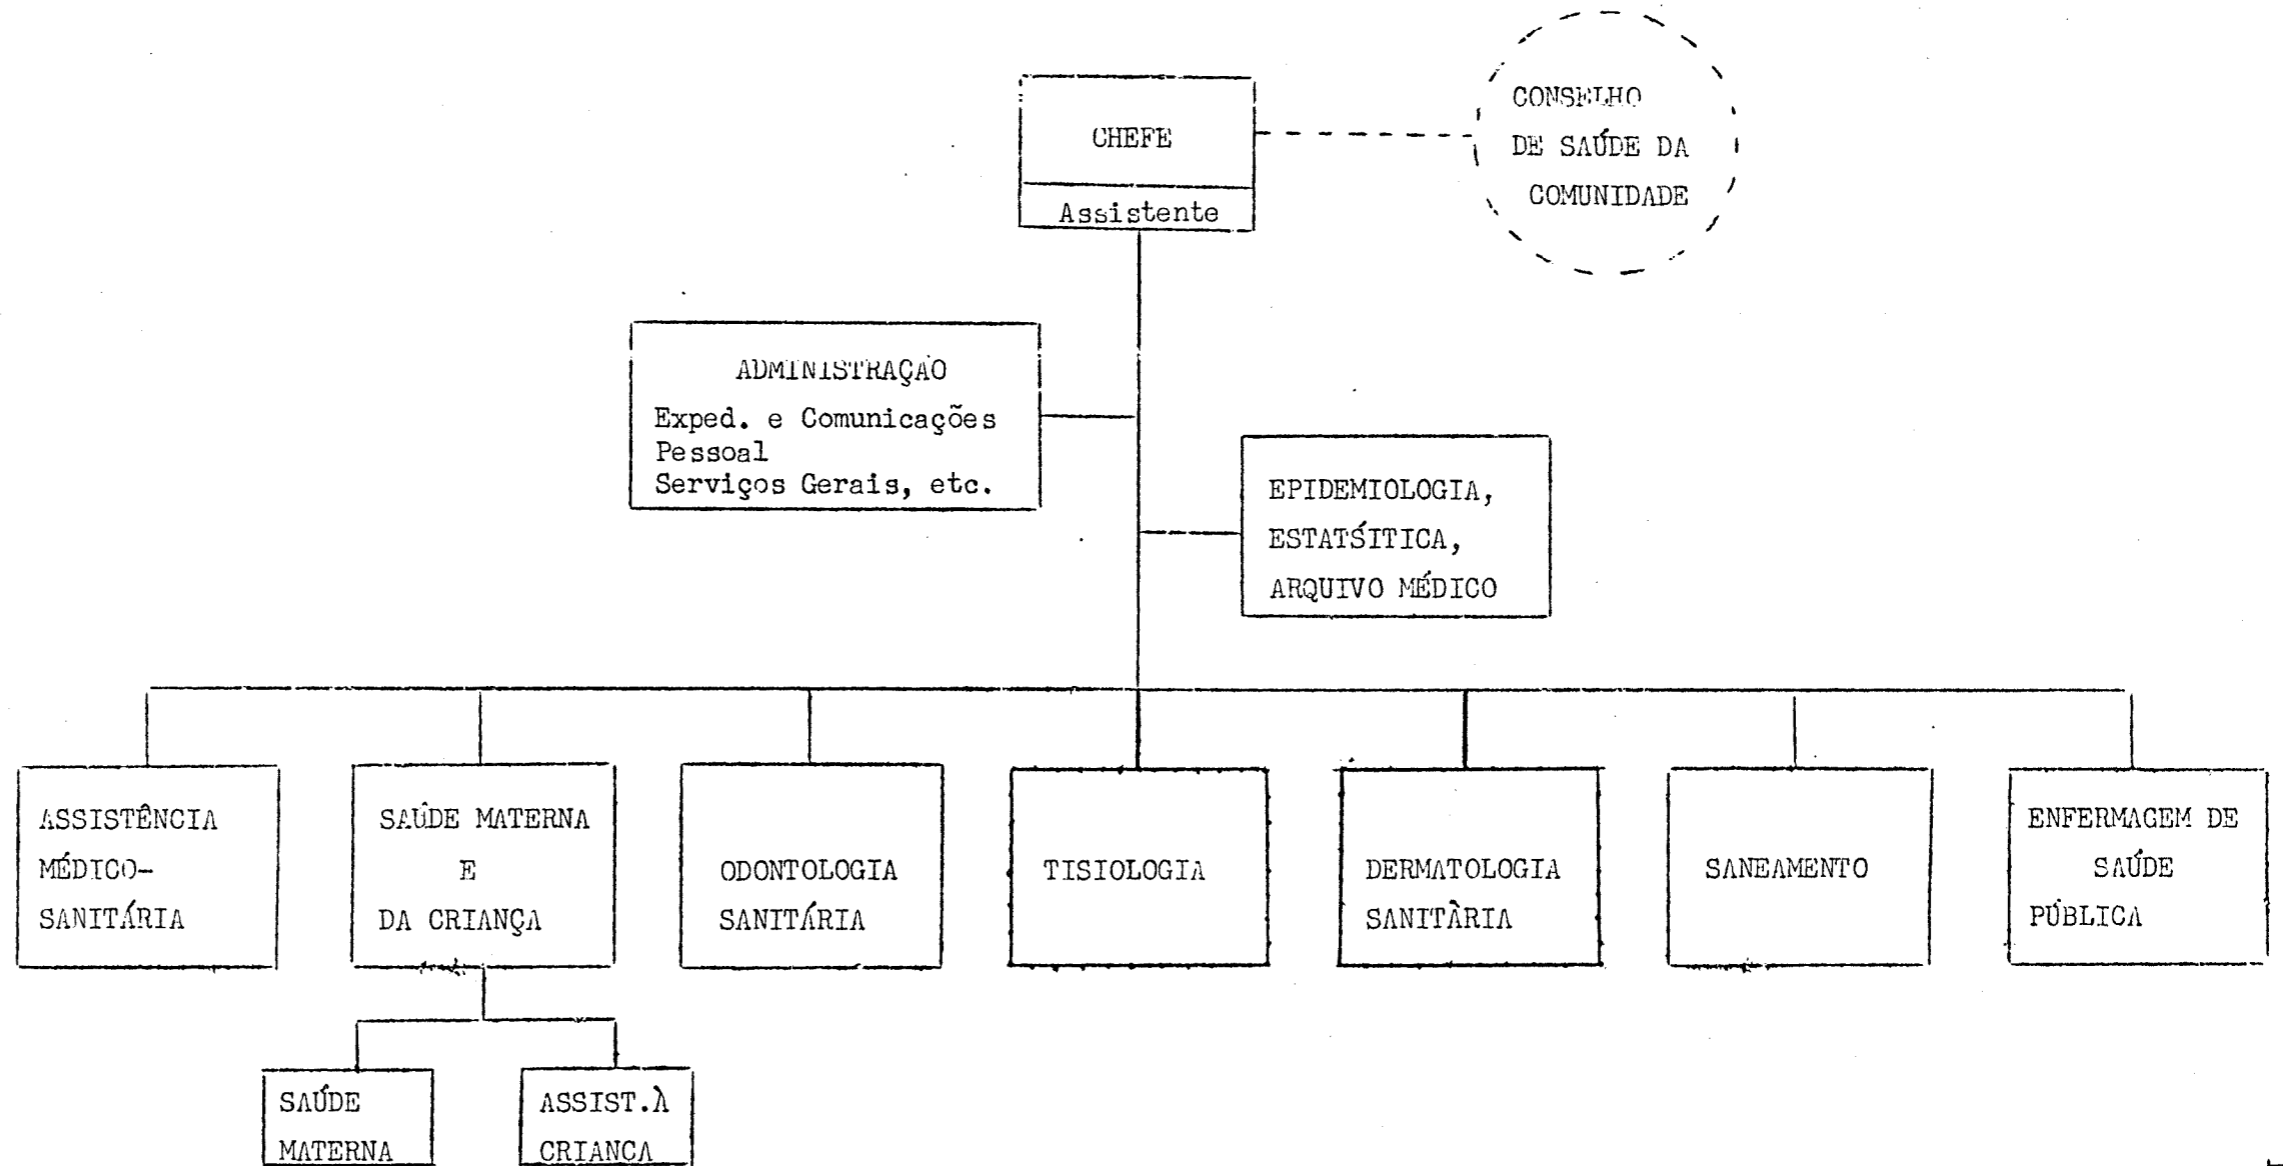 CHEFE
Assistente
CONSELHO
DE SAÚDE DA
COMUNIDADE
ADMINISTRAÇÃO
Exped. e Comunicações
Pessoal
Serviços Gerais, etc.
EPIDEMIOLOGIA,
ESTATSÍTICA,
ARQUIVO MÉDICO
ASSISTÊNCIA
MÉDICO-
SANITÁRIA
SAÚDE MATERNA
E
DA CRIANÇA
ODONTOLOGIA
SANITÁRIA
TISIOLOGIA
DERMATOLOGIA
SANITÀRIA
SANEAMENTO
ENFERMAGEM DE
SAÚDE
PÚBLICA
SAÚDE
MATERNA
ASSIST.À
CRIANCA